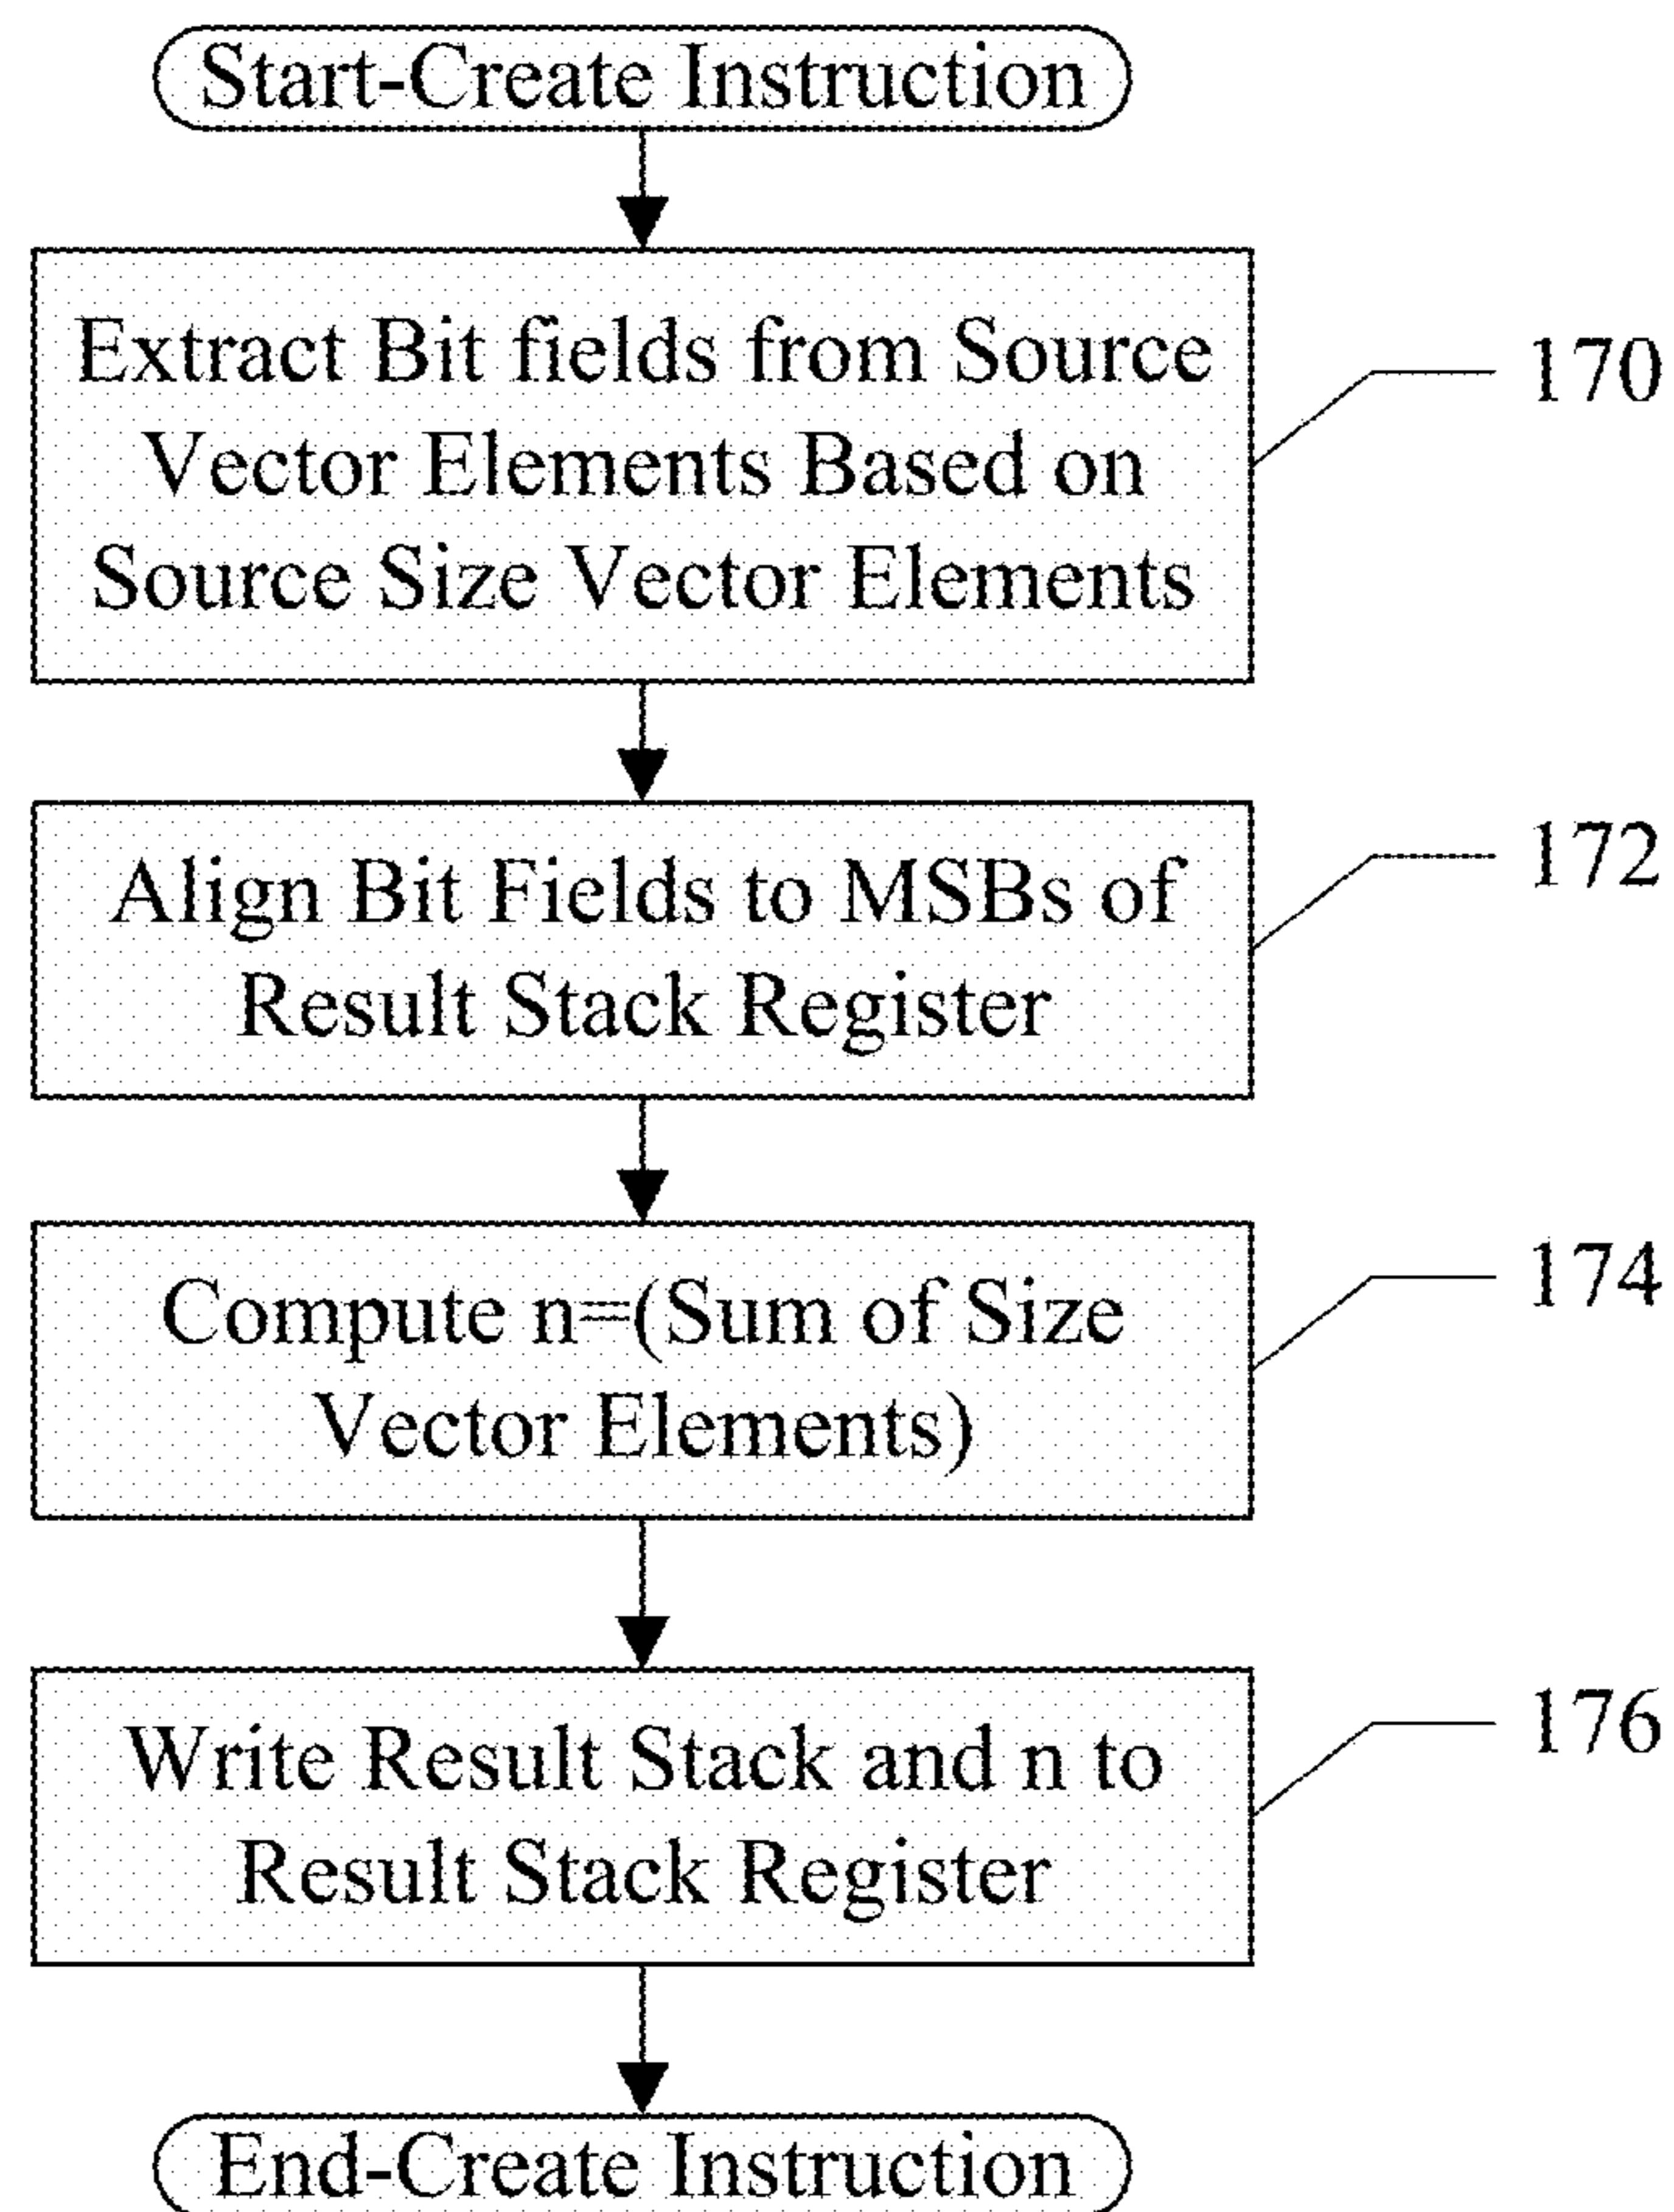 Start-Create Instruction
Extract Bit fields from Source
Vector Elements Based on
Source Size Vector Elements
170
Align Bit Fields to MSBs of
Result Stack Register
172
Compute n=(Sum of Size
Vector Elements)
174
Write Result Stack and n to
Result Stack Register
176
End-Create Instruction